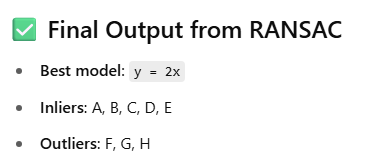 ✅ Final Output from RANSAC
• Best model: y = 2x
• Inliers: A, B, C, D, E
• Outliers: F, G, H